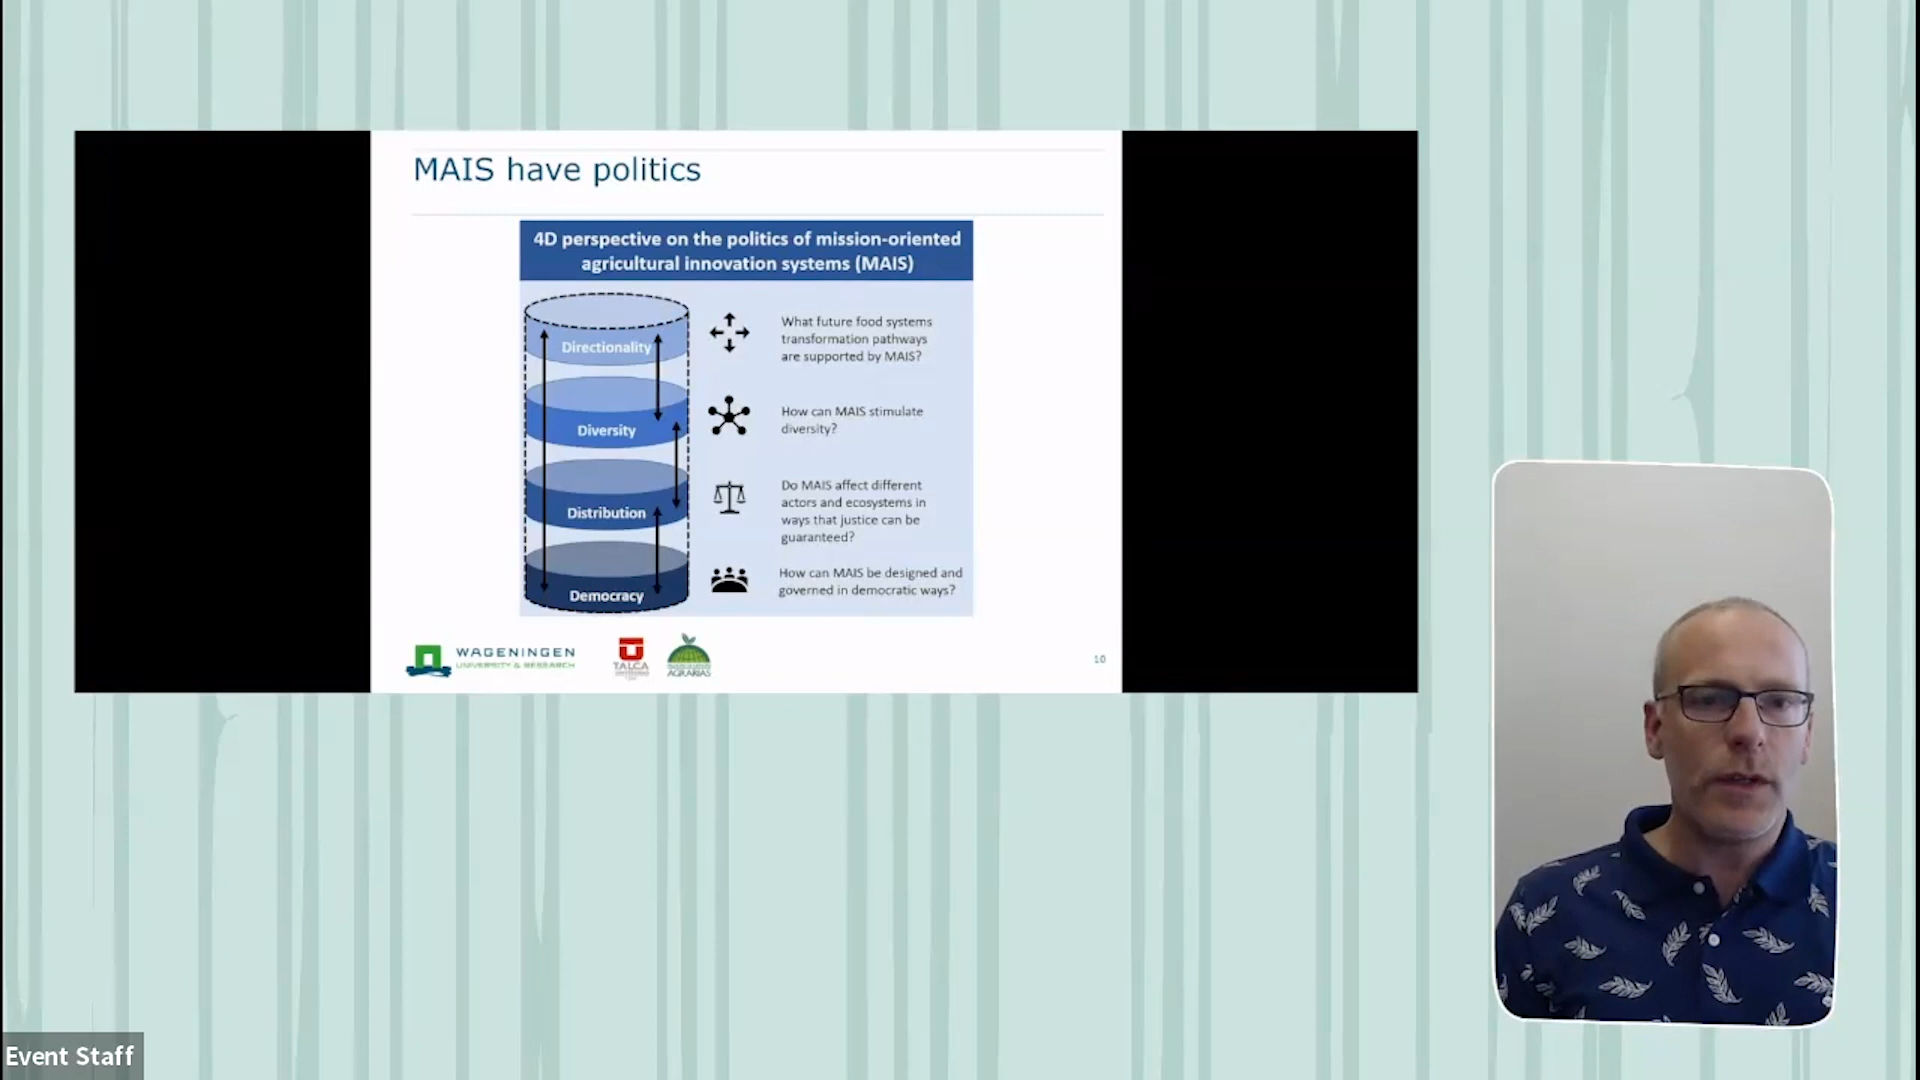 MAIS have politics
4D perspective on the politics of mission-oriented
agricultural innovation systems (MAIS)
Directionality
What future food systems
transformation pathways
are supported by MAIS?
Diversity
How can MAIS stimulate
diversity?
Distribution
Do MAIS affect different
actors and ecosystems in
ways that justice can be
guaranteed?
Democracy
How can MAIS be designed and
governed in democratic ways?
WAGENINGEN
UNIVERSITY & RESEARCH
TALCA
AGRARIAS
10
Event Staff